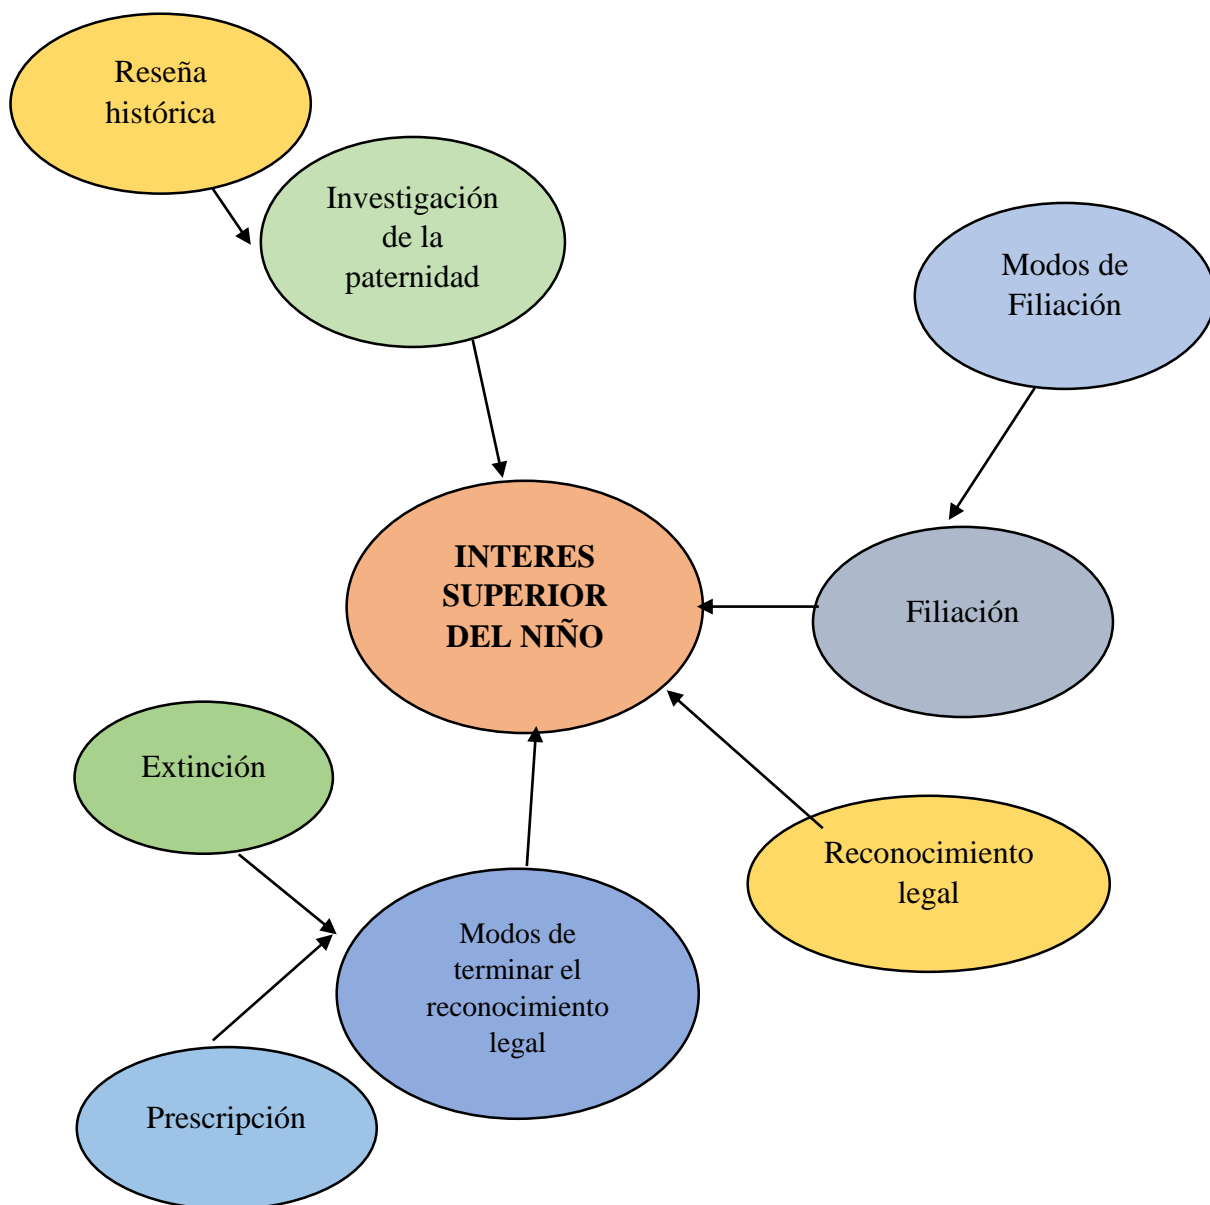 Reseña
histórica
Investigación
de la
paternidad
Modos de
Filiación
INTERES
SUPERIOR
DEL NIÑO
Filiación
Extinción
Reconocimiento
legal
Modos de
terminar el
reconocimiento
legal
Prescripción